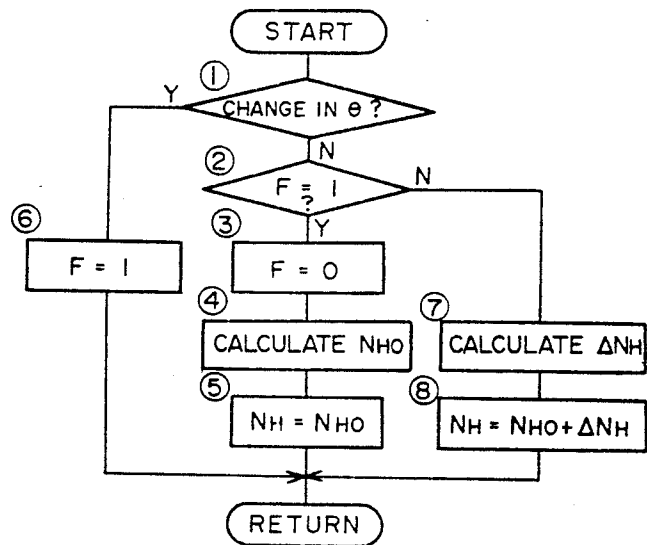 START
①
Y
CHANGE IN θ ?
N
②
F = 1
?
N
Y
⑥
F = 1
③
F = 0
④
CALCULATE NHO
⑦
CALCULATE ΔNH
⑤
NH = NHO
⑧
NH = NHO + ΔNH
RETURN